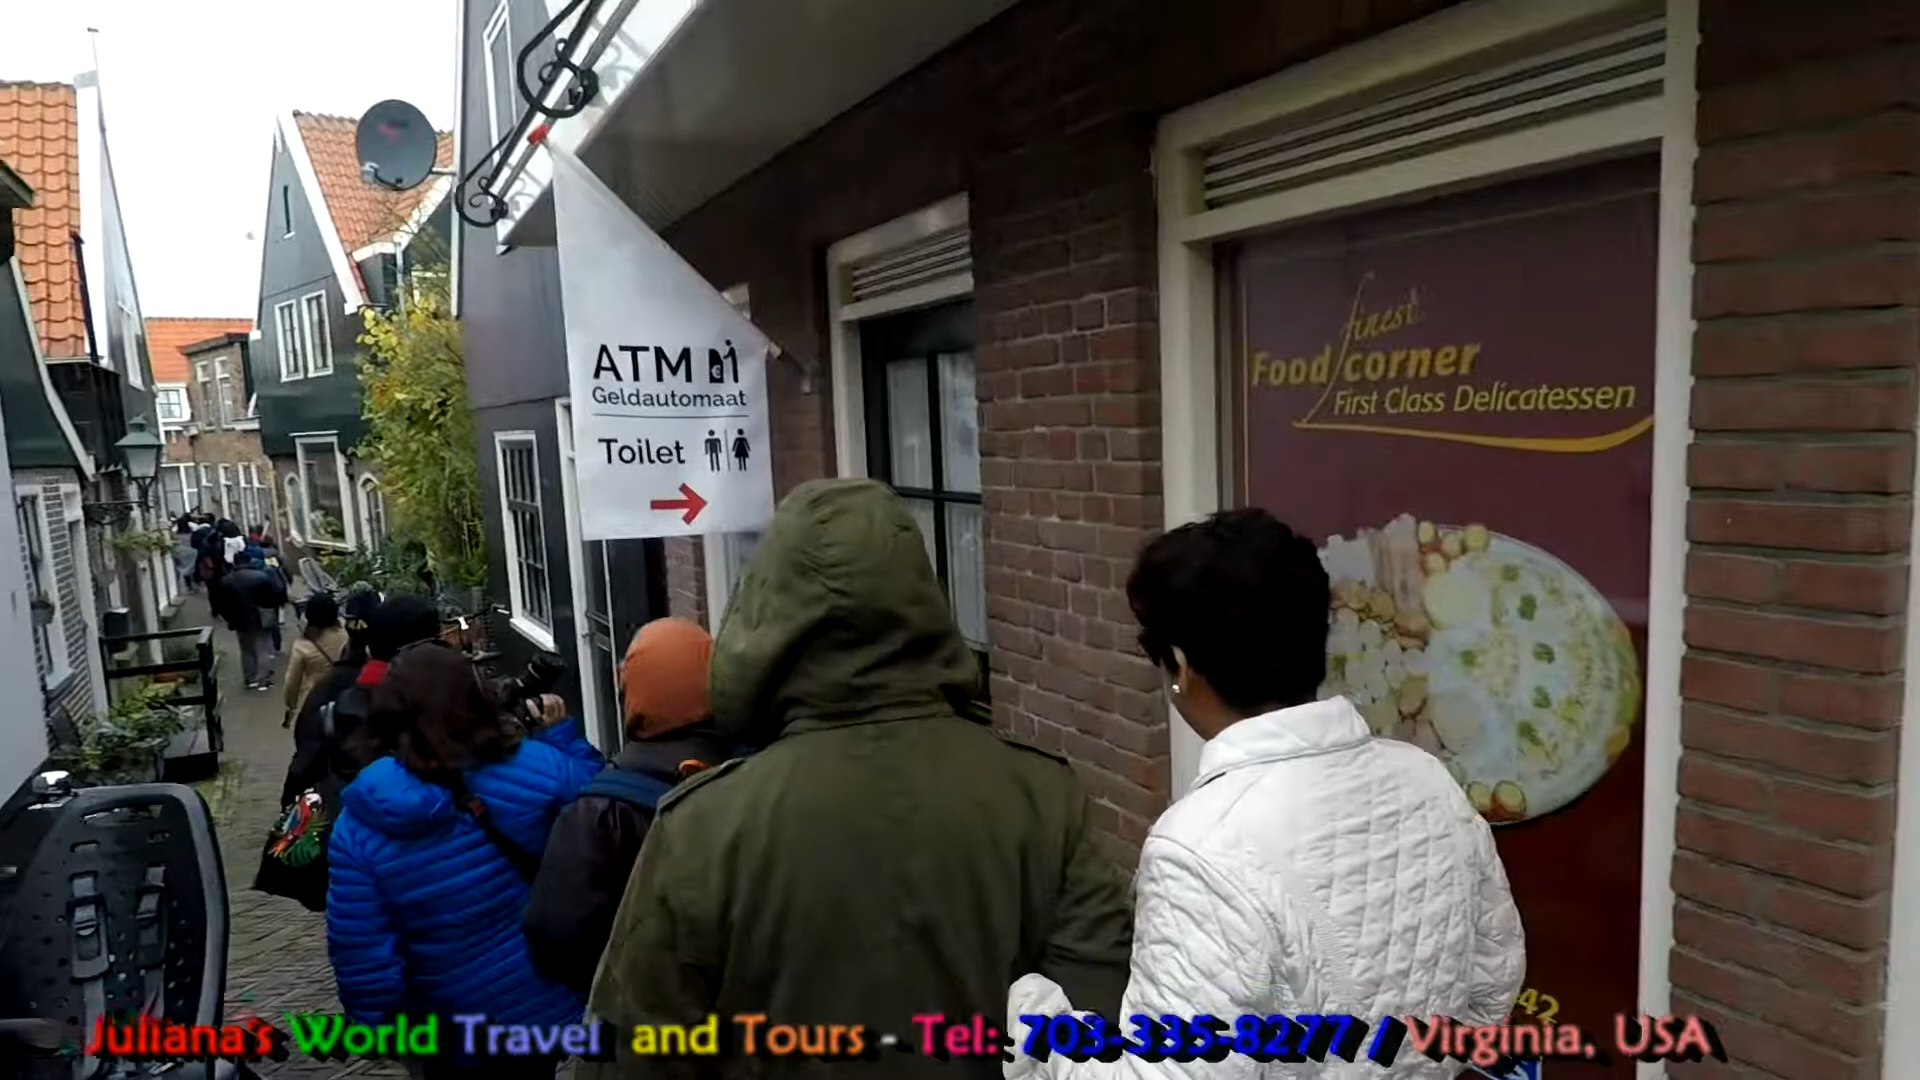 ATM
Geldautomaat
Toilet
finest
Food corner
First Class Delicatessen
42
Juliana's World Travel and Tours - Tel: 703-335-8277 / Virginia, USA